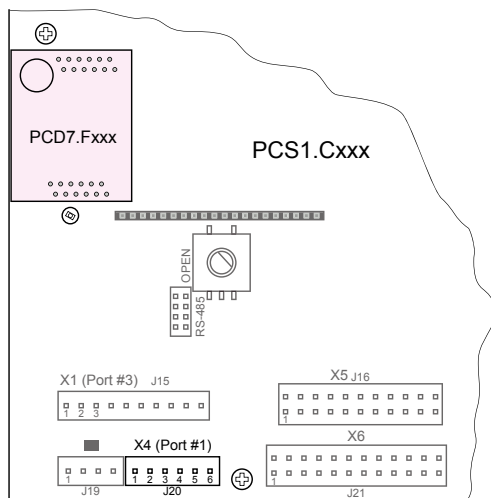 PCD7.Fxxx
PCS1.Cxxx
OPEN
RS-485
X1 (Port #3) J15
1 2 3
X5 J16
1
X4 (Port #1)
X6
1
1 2 3 4 5 6
1
J19
J20
J21